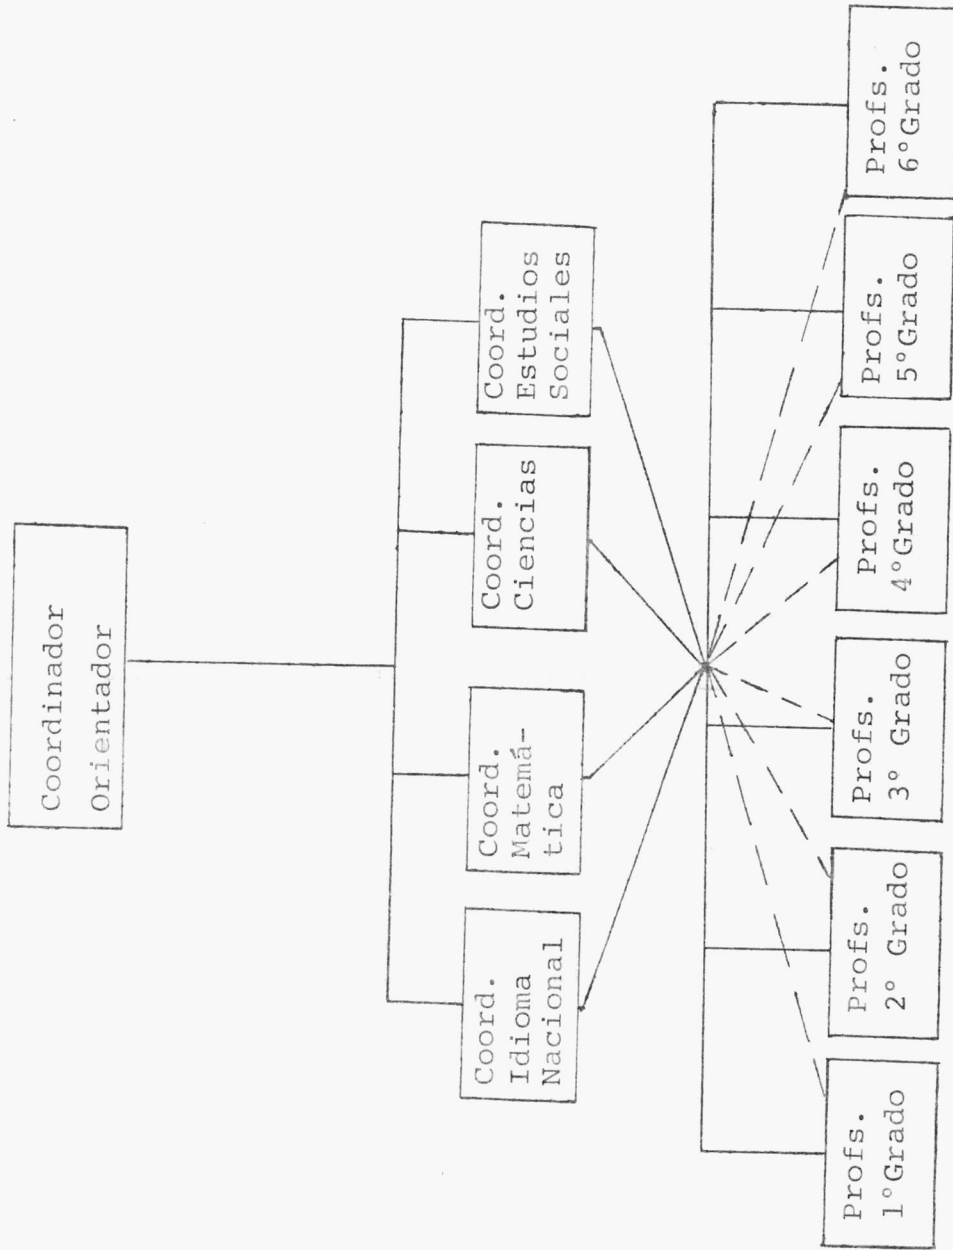 Coordinador
Orientador
Coord.
Idioma
Nacional
Coord.
Matemá-
tica
Coord.
Ciencias
Coord.
Estudios
Sociales
Profs.
1°Grado
Profs.
2° Grado
Profs.
3° Grado
Profs.
4°Grado
Profs.
5°Grado
Profs.
6°Grado